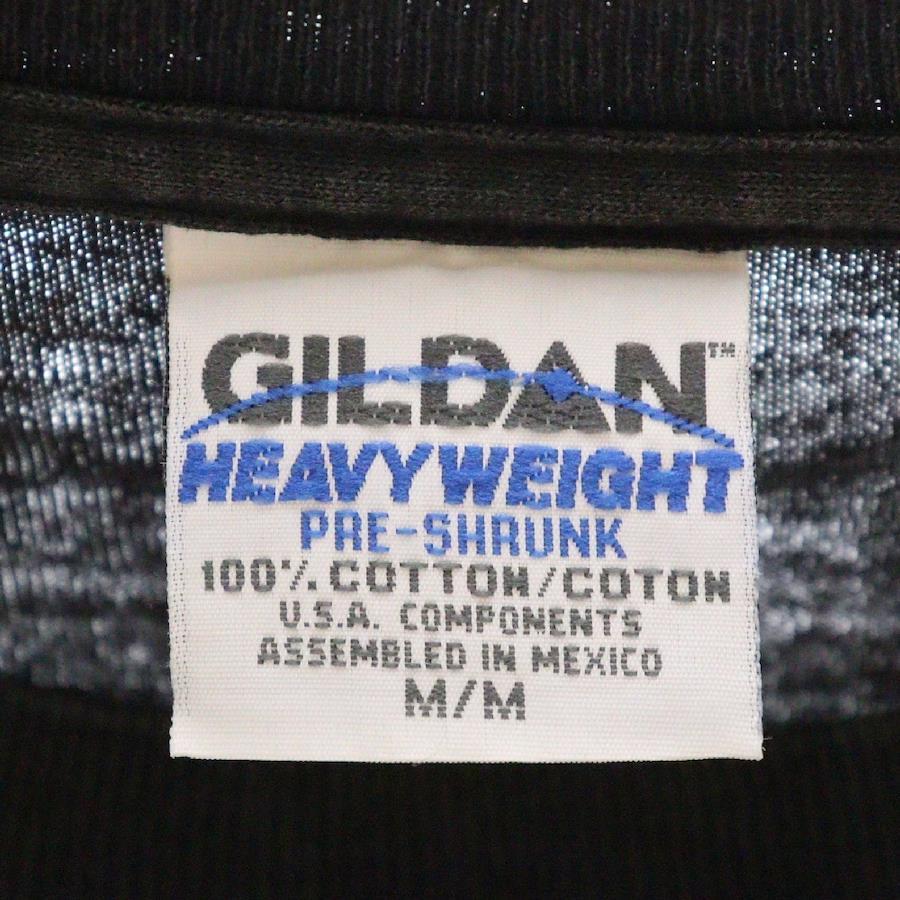 GILDAN™
HEAVYWEIGHT
PRE-SHRUNK
100% COTTON/COTON
U.S.A. COMPONENTS
ASSEMBLED IN MEXICO
M/M